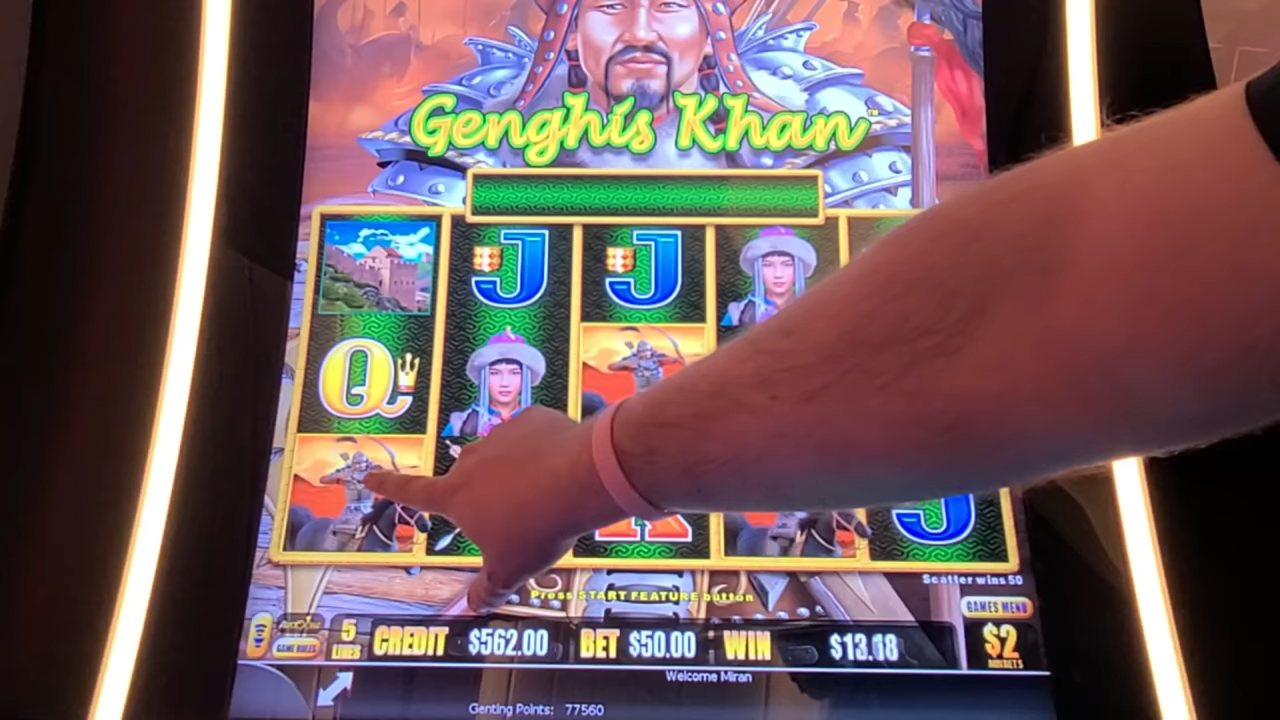 Genghis Khan™
J
J
Q
K
J
Scatter wins 50
Press START FEATURE button
GAMES MENU
GAME RULES
5 LINES
CREDIT $562.00
BET $50.00
WIN $13.18
$2
Welcome Miran
Genting Points: 77560